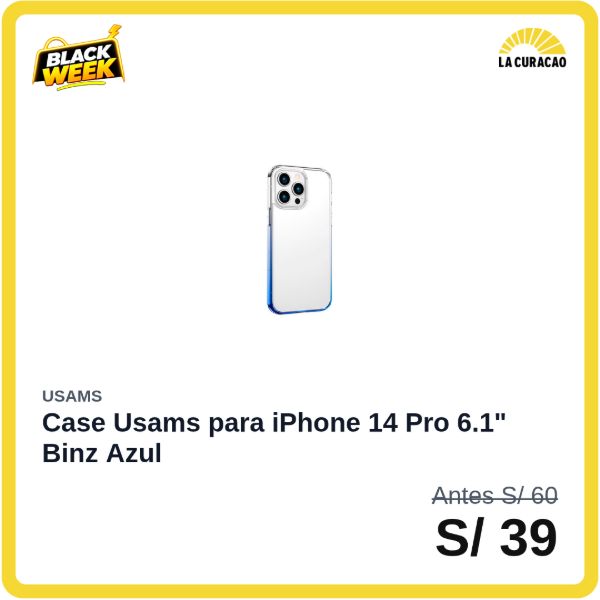 BLACK
WEEK
LA CURACAO
USAMS
Case Usams para iPhone 14 Pro 6.1"
Binz Azul
Antes S/ 60
S/ 39